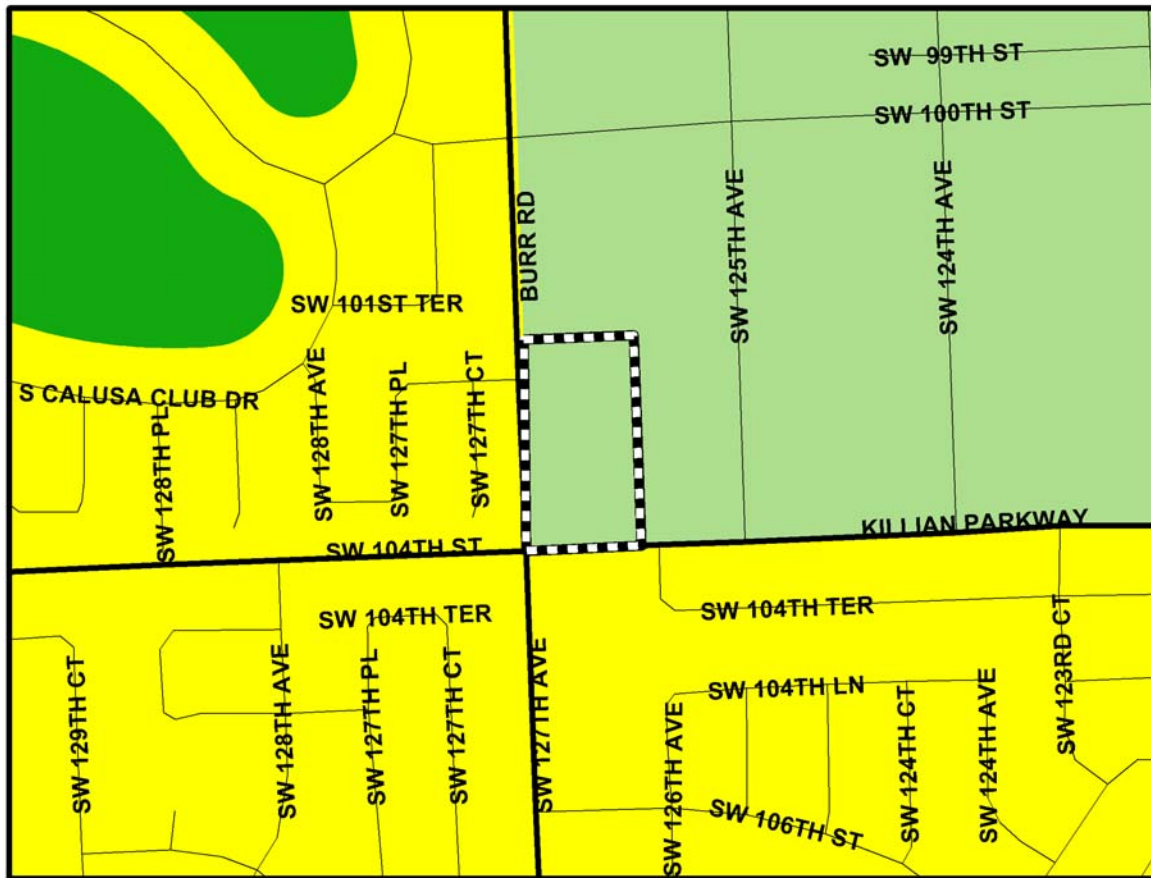 SW 99TH ST
SW 100TH ST
BURR RD
SW 125TH AVE
SW 124TH AVE
SW 101ST TER
S CALUSA CLUB DR
SW 128TH PL
SW 128TH AVE
SW 127TH PL
SW 127TH CT
SW 104TH ST
KILLIAN PARKWAY
SW 104TH TER
SW 104TH TER
SW 129TH CT
SW 128TH AVE
SW 127TH PL
SW 127TH CT
SW 127TH AVE
SW 104TH LN
SW 126TH AVE
SW 124TH CT
SW 124TH AVE
SW 123RD CT
SW 106TH ST